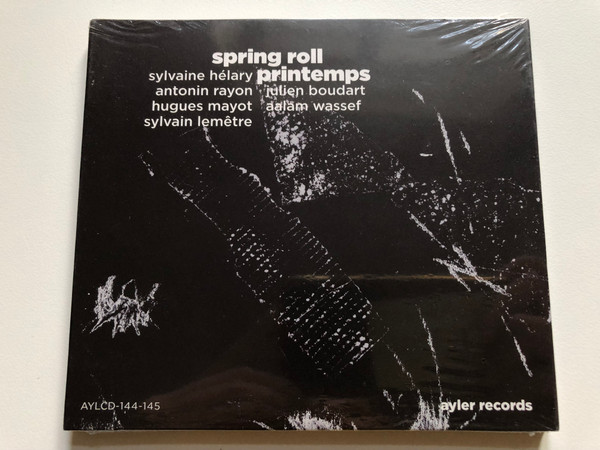 spring roll
sylvaine hélary printemps
antonin rayon julien boudart
hugues mayot aalam wassef
sylvain lemêtre
AYLCD-144-145
ayler records